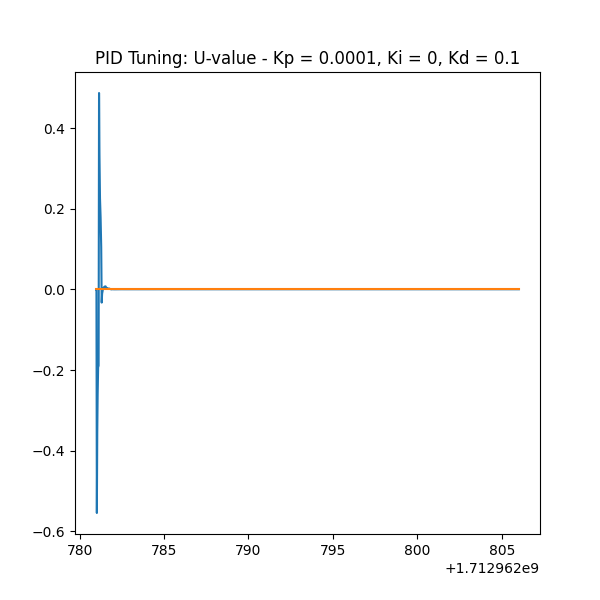 PID Tuning: U-value - Kp = 0.0001, Ki = 0, Kd = 0.1
0.4
0.2
0.0
−0.2
−0.4
−0.6
780 785 790 795 800 805
+1.712962e9